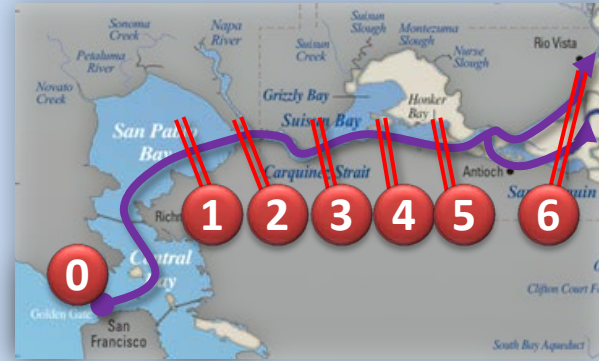 Sonoma
Creek
Napa
River
Petaluma
River
Novato
Creek
Suisun
Creek
Suisun
Slough
Montezuma
Slough
Nurse
Slough
Rio Vista
Grizzly Bay
Honker
Bay
Suisun Bay
San Pablo
Bay
Carquinez Strait
Antioch
1
2
3
4
5
6
0
Central
Bay
Golden Gate
San
Francisco
Clifton Court
South Bay Aqueduct